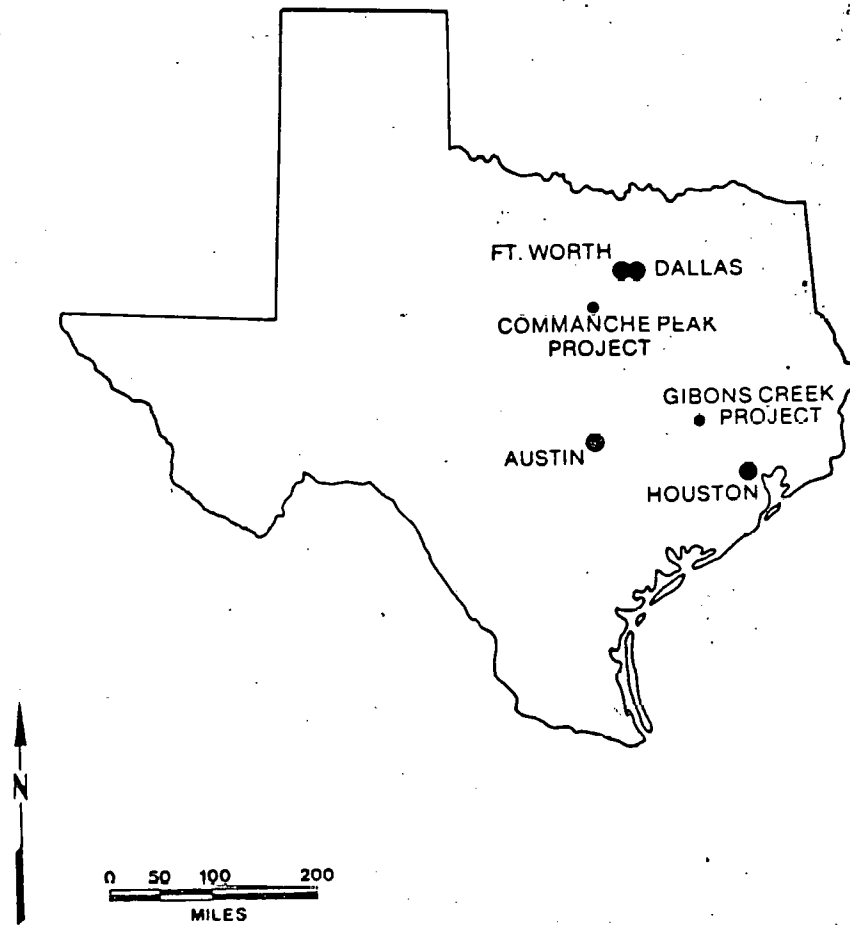 FT. WORTH
DALLAS
COMMANCHE PEAK
PROJECT
GIBONS CREEK
PROJECT
AUSTIN
HOUSTON
N
0 50 100 200
MILES